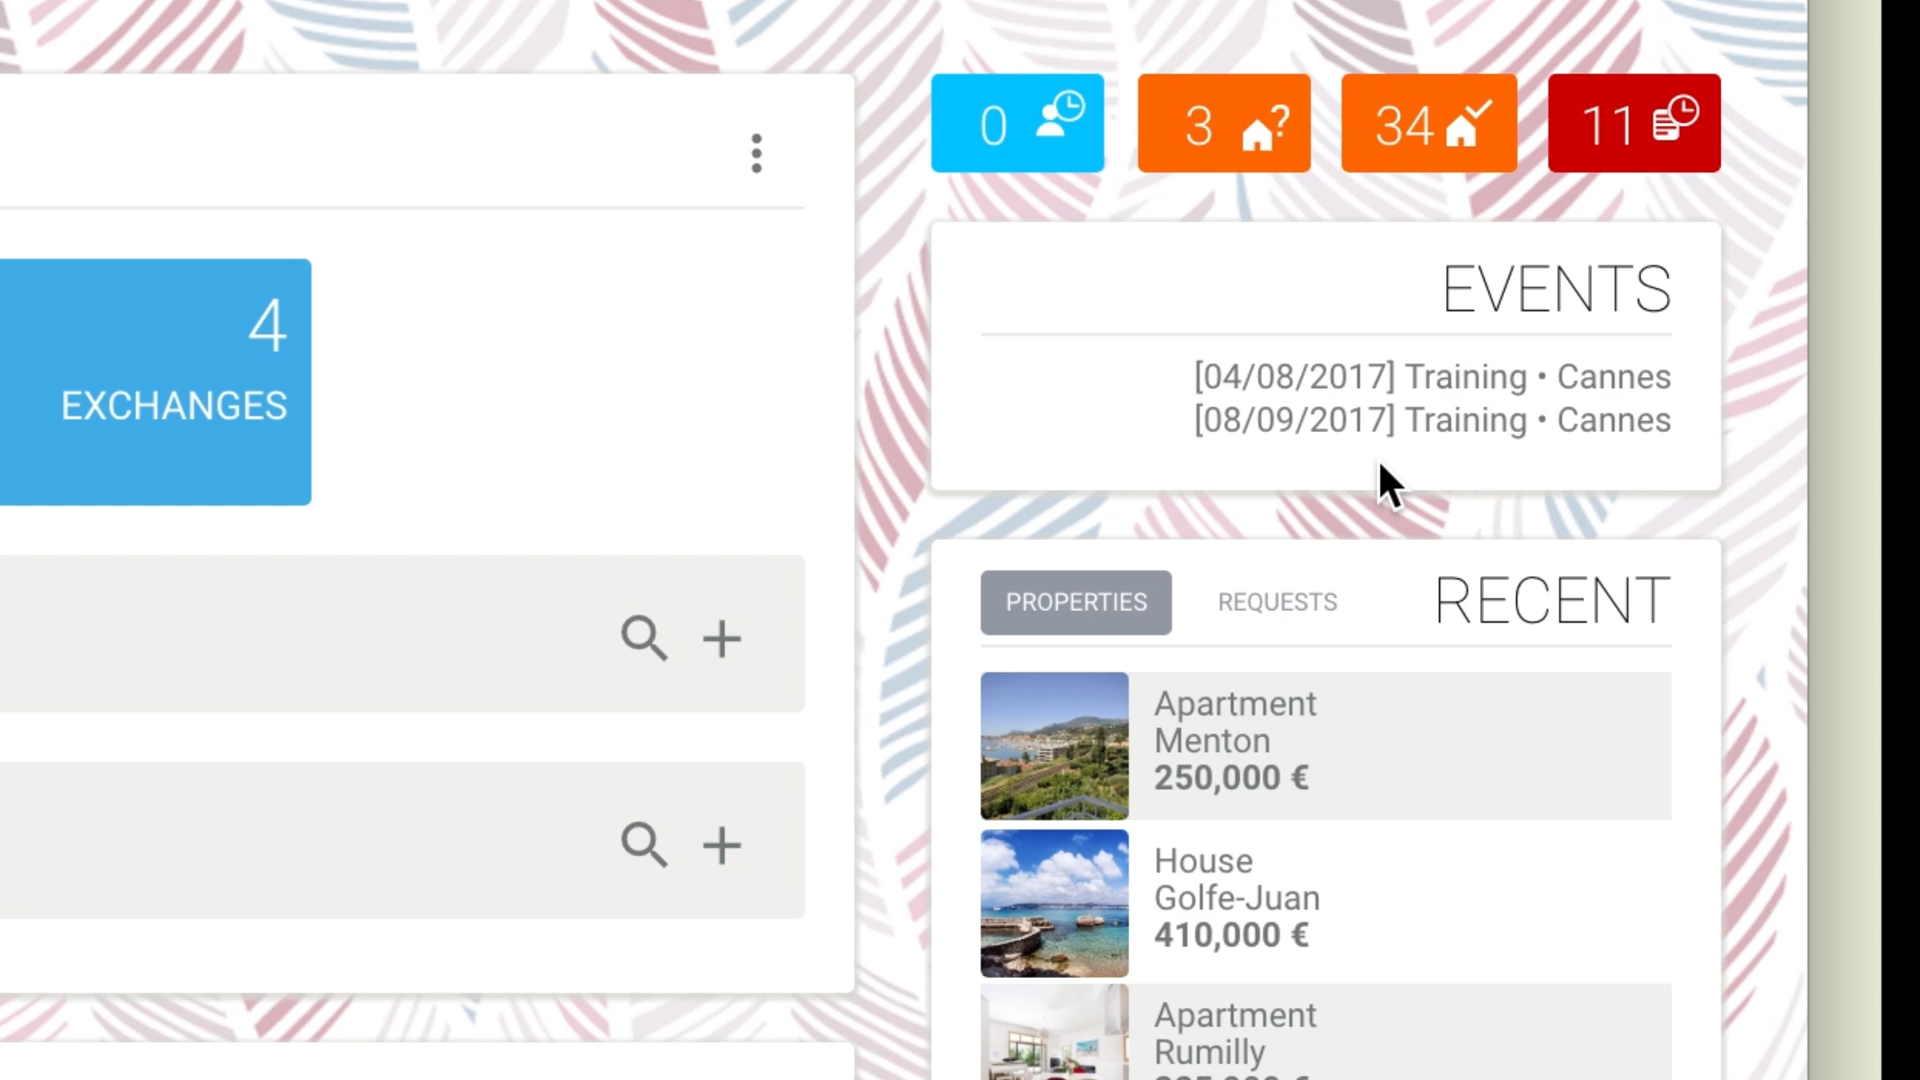 0
3 ?
34
11
4
EXCHANGES
EVENTS
[04/08/2017] Training • Cannes
[08/09/2017] Training • Cannes
PROPERTIES
REQUESTS
RECENT
Apartment
Menton
250,000 €
House
Golfe-Juan
410,000 €
Apartment
Rumilly